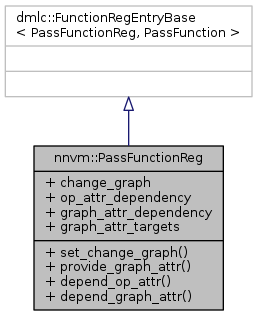 dmlc::FunctionRegEntryBase
< PassFunctionReg, PassFunction >
nnvm::PassFunctionReg
+ change_graph
+ op_attr_dependency
+ graph_attr_dependency
+ graph_attr_targets
+ set_change_graph()
+ provide_graph_attr()
+ depend_op_attr()
+ depend_graph_attr()